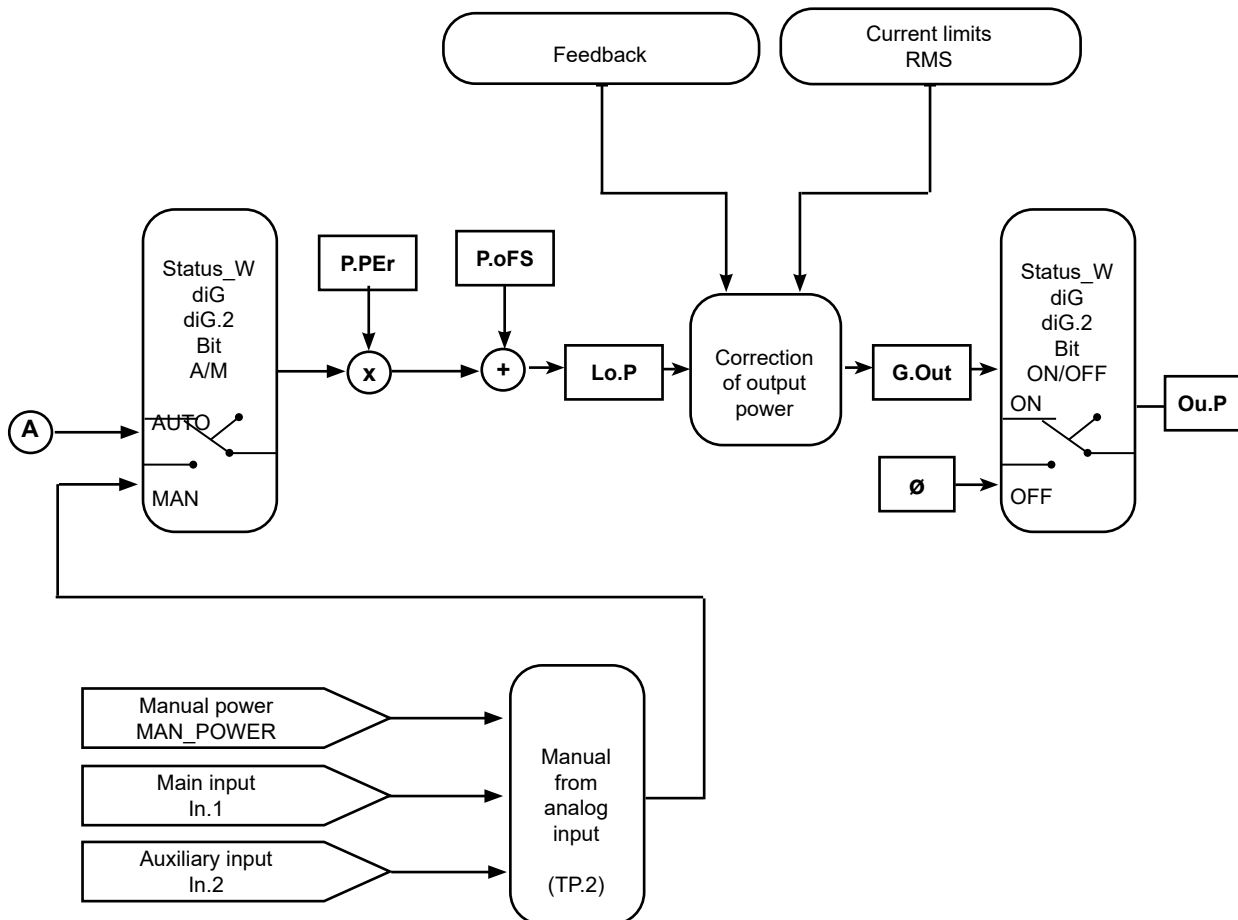 Feedback
Current limits
RMS
Status_W
diG
diG.2
Bit
A/M
AUTO
MAN
A
P.PEr
x
P.oFS
+
Lo.P
Correction
of output
power
G.Out
ø
Status_W
diG
diG.2
Bit
ON/OFF
ON
OFF
Ou.P
Manual power
MAN_POWER
Main input
In.1
Auxiliary input
In.2
Manual
from
analog
input
(TP.2)